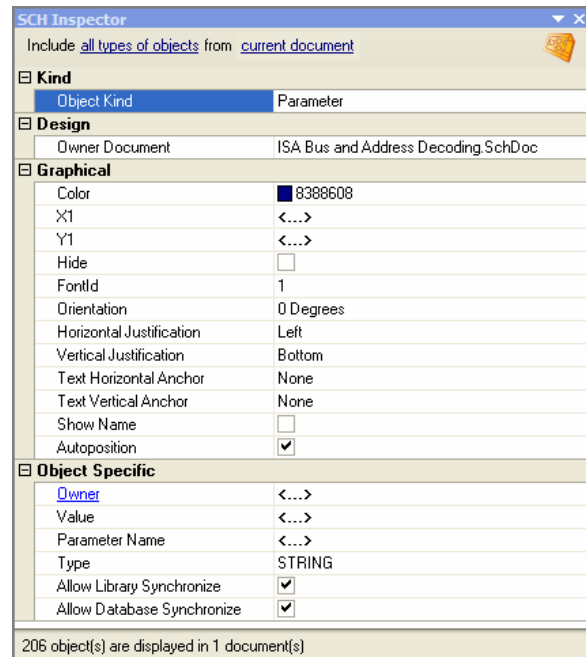 SCH Inspector
Include all types of objects from current document
Kind
Object Kind Parameter
Design
Owner Document ISA Bus and Address Decoding.SchDoc
Graphical
Color 8388608
X1 <...>
Y1 <...>
Hide
FontId 1
Orientation 0 Degrees
Horizontal Justification Left
Vertical Justification Bottom
Text Horizontal Anchor None
Text Vertical Anchor None
Show Name
Autoposition
Object Specific
Owner <...>
Value <...>
Parameter Name <...>
Type STRING
Allow Library Synchronize
Allow Database Synchronize
206 object(s) are displayed in 1 document(s)